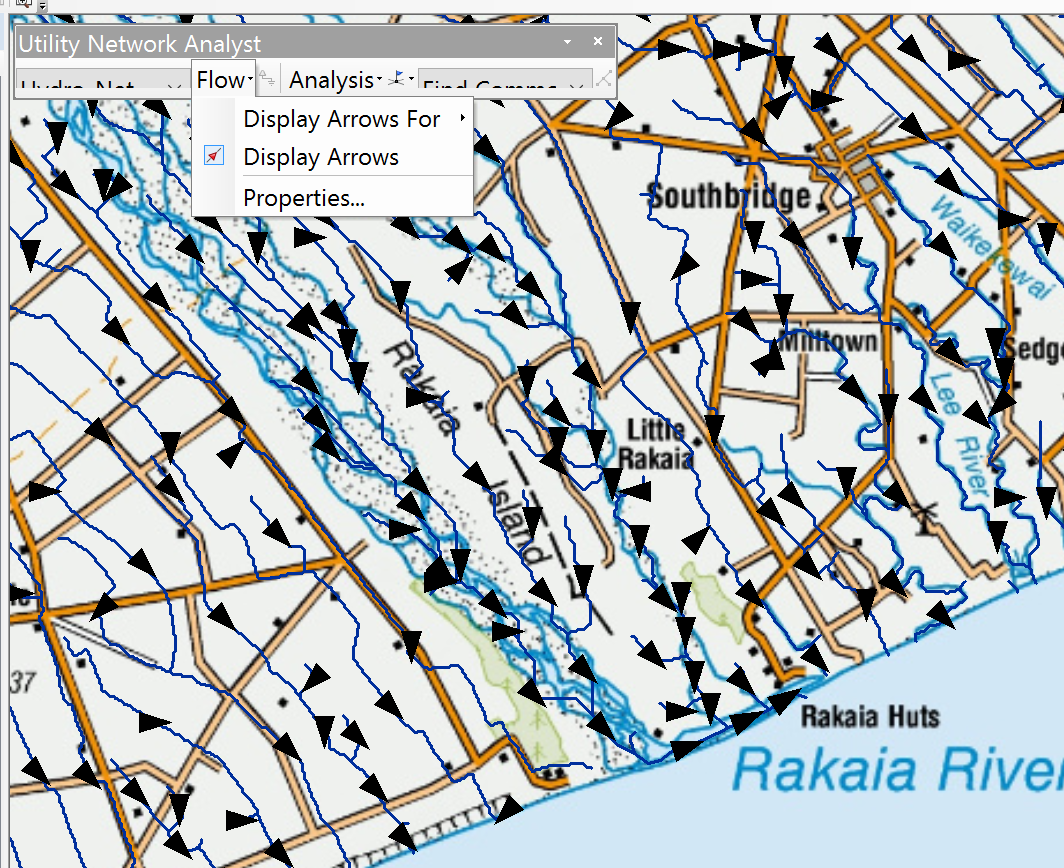 Utility Network Analyst
Flow
Analysis
Display Arrows For
Display Arrows
Properties...
Southbridge
Waikekewai
Milltown
Sedge
Rakaia
Island
Little
Rakaia
Lee
River
37
Rakaia Huts
Rakaia River